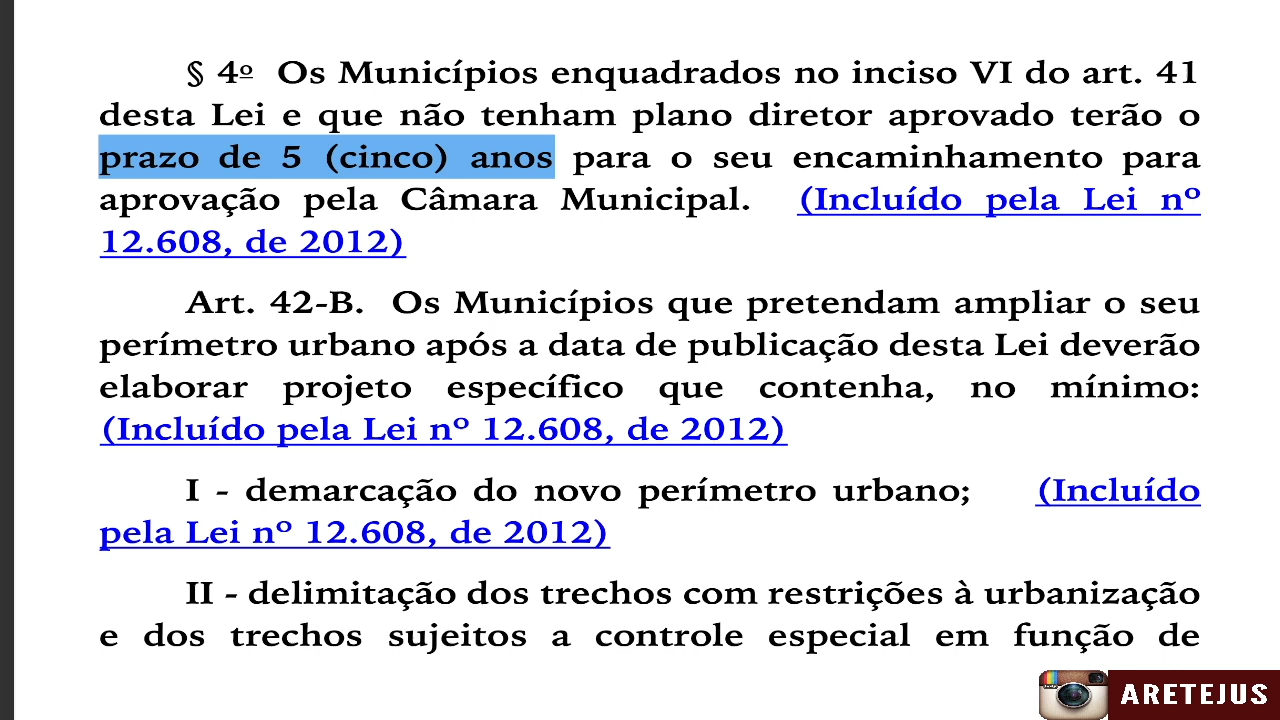 § 4º Os Municípios enquadrados no inciso VI do art. 41
desta Lei e que não tenham plano diretor aprovado terão o
prazo de 5 (cinco) anos para o seu encaminhamento para
aprovação pela Câmara Municipal. (Incluído pela Lei nº
12.608, de 2012)
Art. 42-B. Os Municípios que pretendam ampliar o seu
perímetro urbano após a data de publicação desta Lei deverão
elaborar projeto específico que contenha, no mínimo:
(Incluído pela Lei nº 12.608, de 2012)
I - demarcação do novo perímetro urbano; (Incluído
pela Lei nº 12.608, de 2012)
II - delimitação dos trechos com restrições à urbanização
e dos trechos sujeitos a controle especial em função de
ARETEJUS